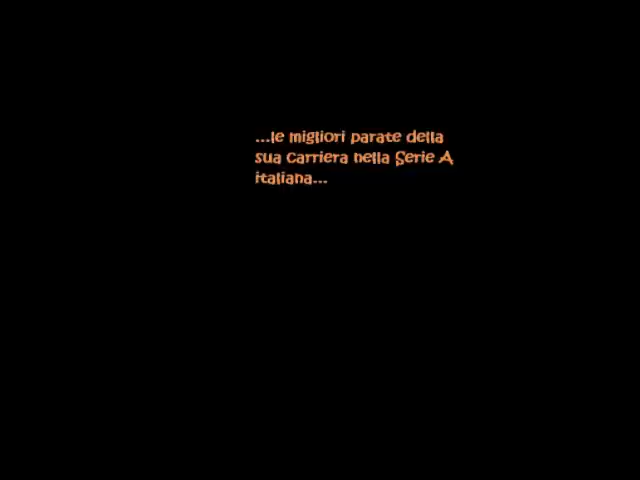 ...le migliori parate della
sua carriera nella Serie A
italiana...